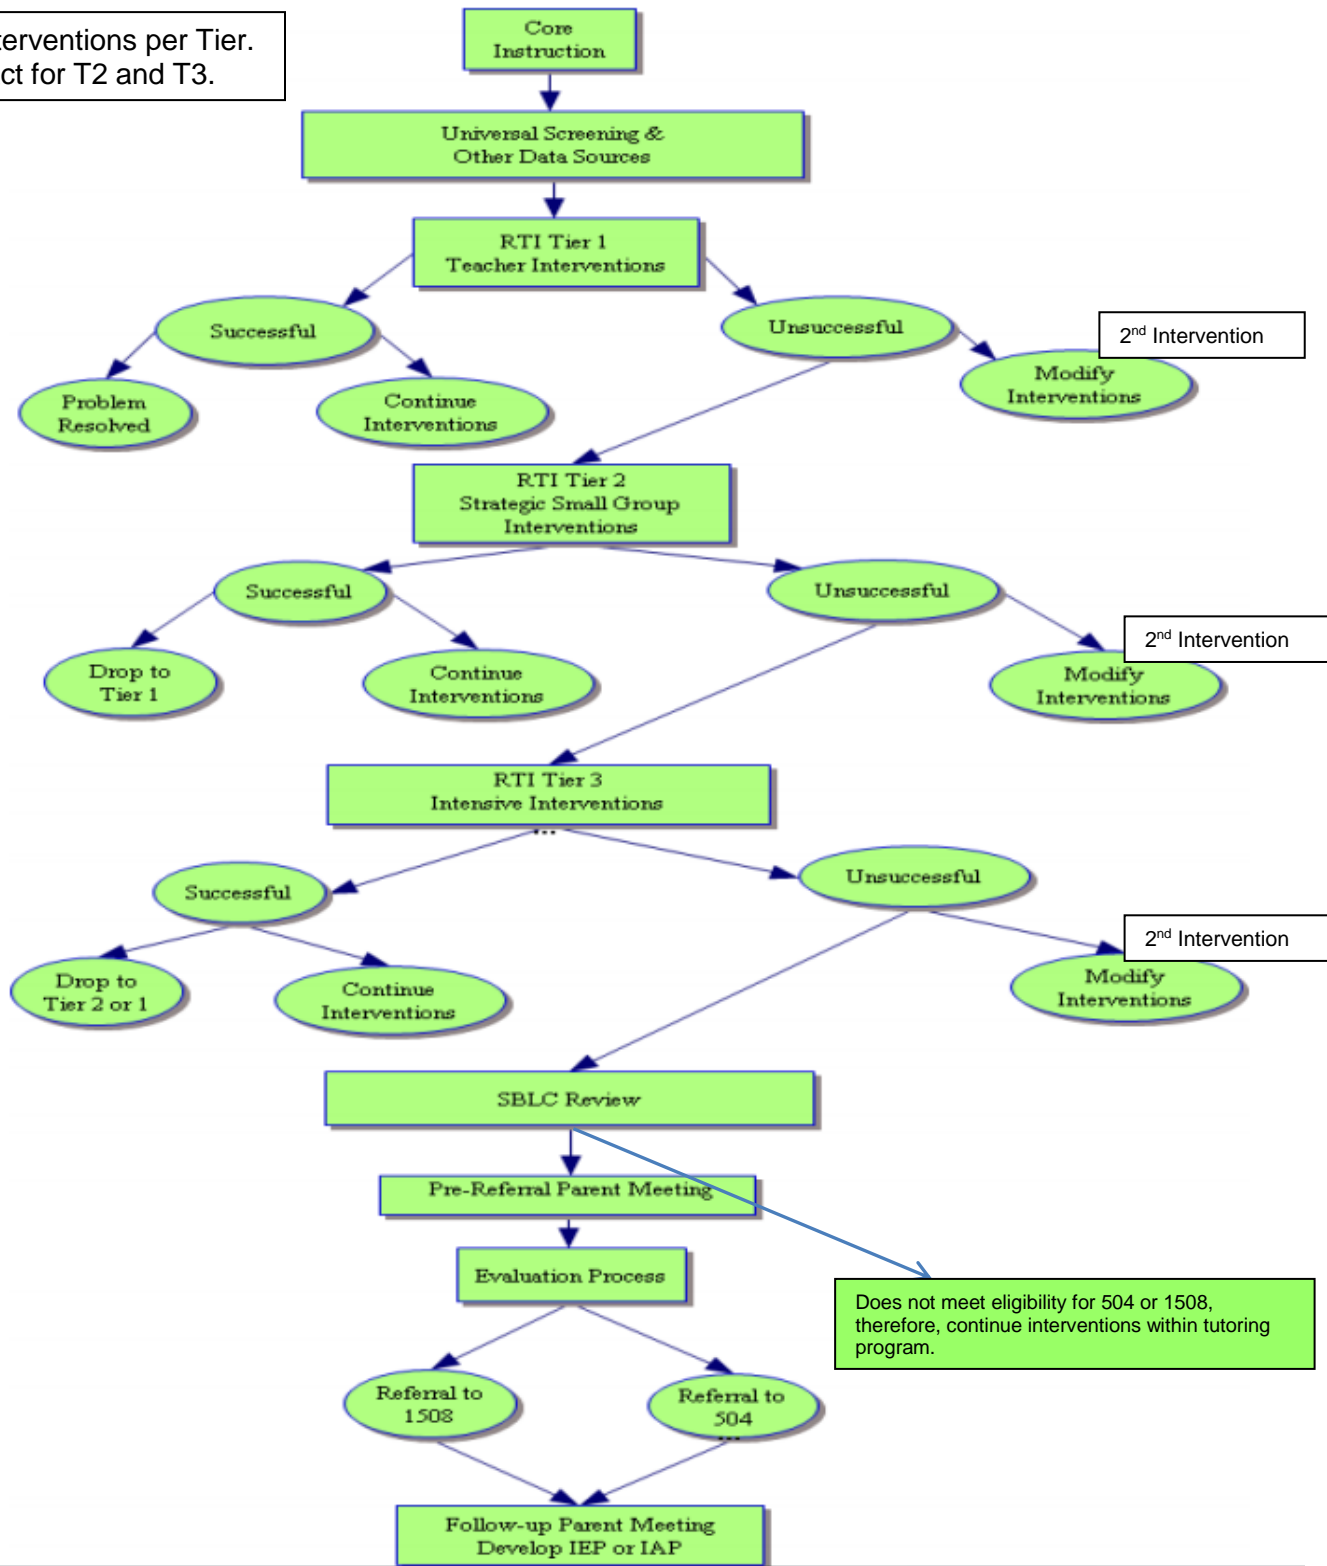 terventions per Tier.
ct for T2 and T3.
Core
Instruction
Universal Screening &
Other Data Sources
RTI Tier 1
Teacher Interventions
Successful
Unsuccessful
2nd Intervention
Problem
Resolved
Continue
Interventions
Modify
Interventions
RTI Tier 2
Strategic Small Group
Interventions
Successful
Unsuccessful
2nd Intervention
Drop to
Tier 1
Continue
Interventions
Modify
Interventions
RTI Tier 3
Intensive Interventions
...
Successful
Unsuccessful
2nd Intervention
Drop to
Tier 2 or 1
Continue
Interventions
Modify
Interventions
SBLC Review
Pre-Referral Parent Meeting
Evaluation Process
Does not meet eligibility for 504 or 1508,
therefore, continue interventions within tutoring
program.
Referral to
1508
Referral to
504
...
Follow-up Parent Meeting
Develop IEP or IAP